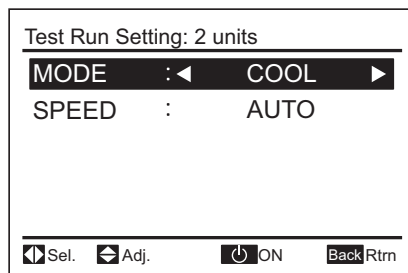 Test Run Setting: 2 units
MODE : COOL
SPEED : AUTO
Sel. Adj. ON Back Rtrn